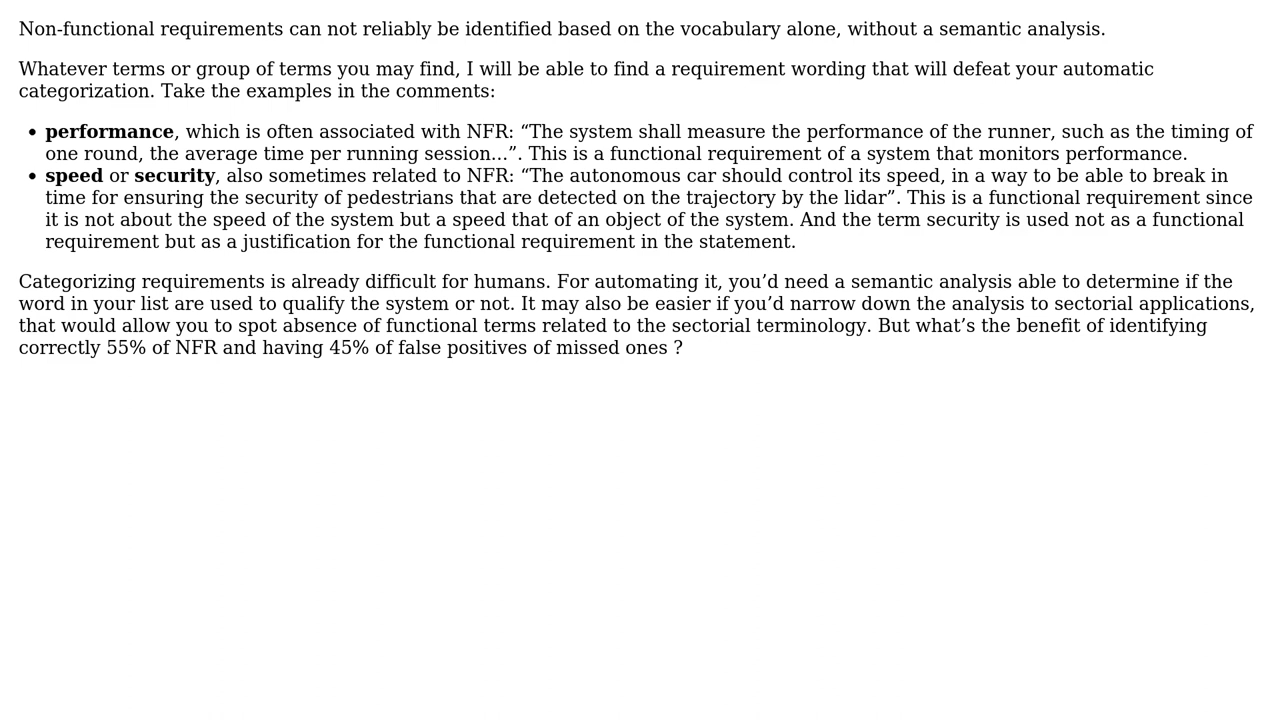 Non-functional requirements can not reliably be identified based on the vocabulary alone, without a semantic analysis.
Whatever terms or group of terms you may find, I will be able to find a requirement wording that will defeat your automatic
categorization. Take the examples in the comments:
• performance, which is often associated with NFR: “The system shall measure the performance of the runner, such as the timing of
one round, the average time per running session...”. This is a functional requirement of a system that monitors performance.
• speed or security, also sometimes related to NFR: “The autonomous car should control its speed, in a way to be able to break in
time for ensuring the security of pedestrians that are detected on the trajectory by the lidar”. This is a functional requirement since
it is not about the speed of the system but a speed that of an object of the system. And the term security is used not as a functional
requirement but as a justification for the functional requirement in the statement.
Categorizing requirements is already difficult for humans. For automating it, you’d need a semantic analysis able to determine if the
word in your list are used to qualify the system or not. It may also be easier if you’d narrow down the analysis to sectorial applications,
that would allow you to spot absence of functional terms related to the sectorial terminology. But what’s the benefit of identifying
correctly 55% of NFR and having 45% of false positives of missed ones ?